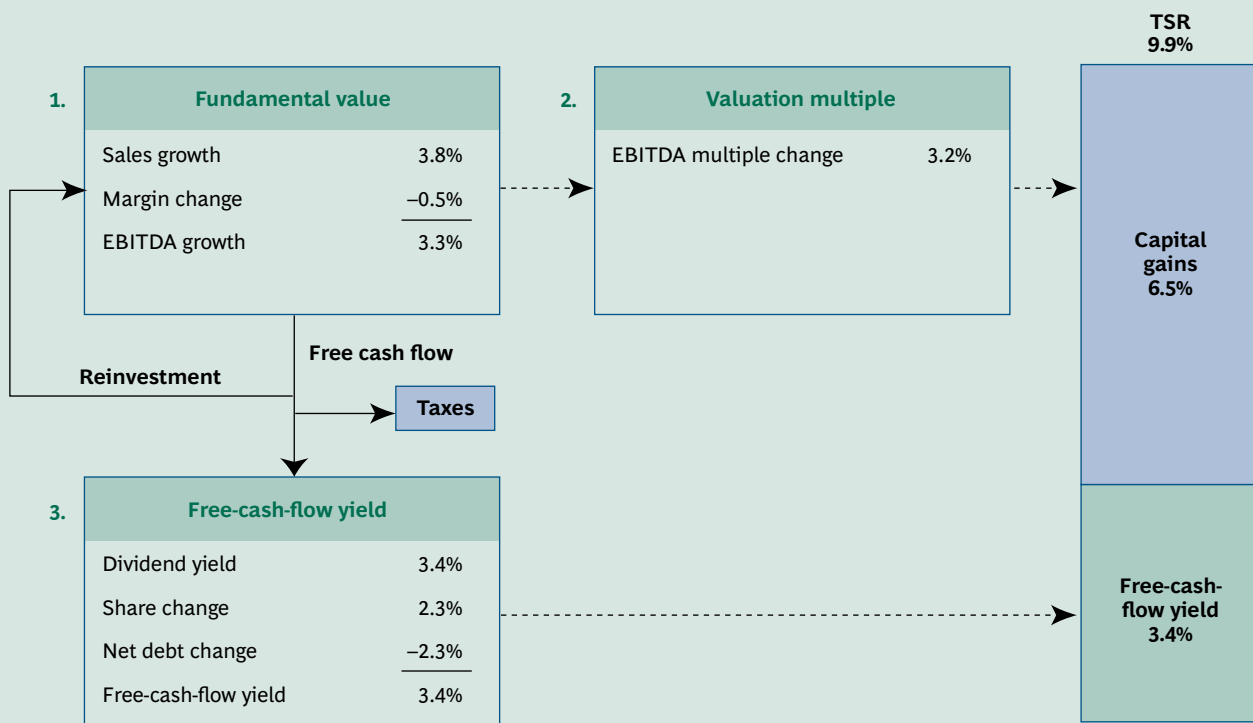 TSR
9.9%
1.
Fundamental value
Sales growth 3.8%
Margin change –0.5%
EBITDA growth 3.3%
2.
Valuation multiple
EBITDA multiple change 3.2%
Capital
gains
6.5%
Free cash flow
Reinvestment
Taxes
3.
Free-cash-flow yield
Dividend yield 3.4%
Share change 2.3%
Net debt change –2.3%
Free-cash-flow yield 3.4%
Free-cash-
flow yield
3.4%